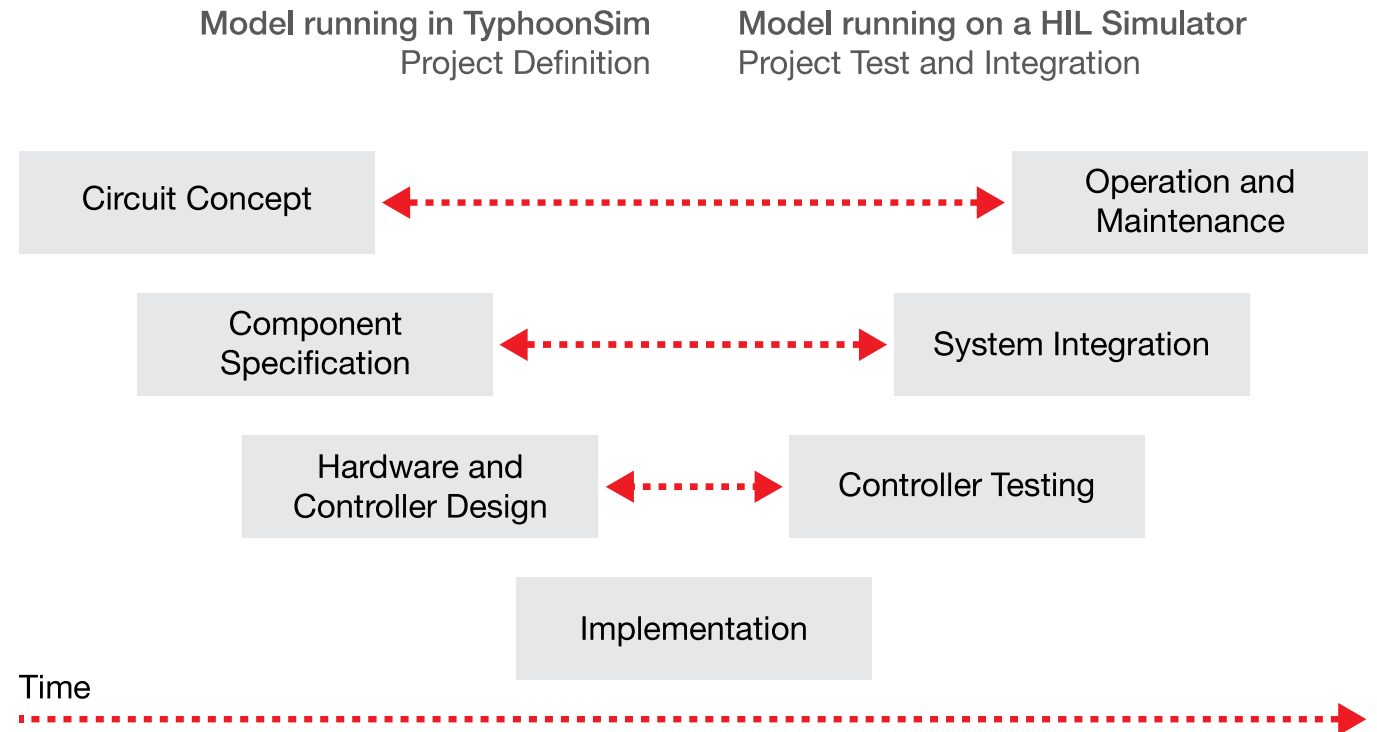 Model running in TyphoonSim
Project Definition
Model running on a HIL Simulator
Project Test and Integration
Circuit Concept
Operation and
Maintenance
Component
Specification
System Integration
Hardware and
Controller Design
Controller Testing
Implementation
Time